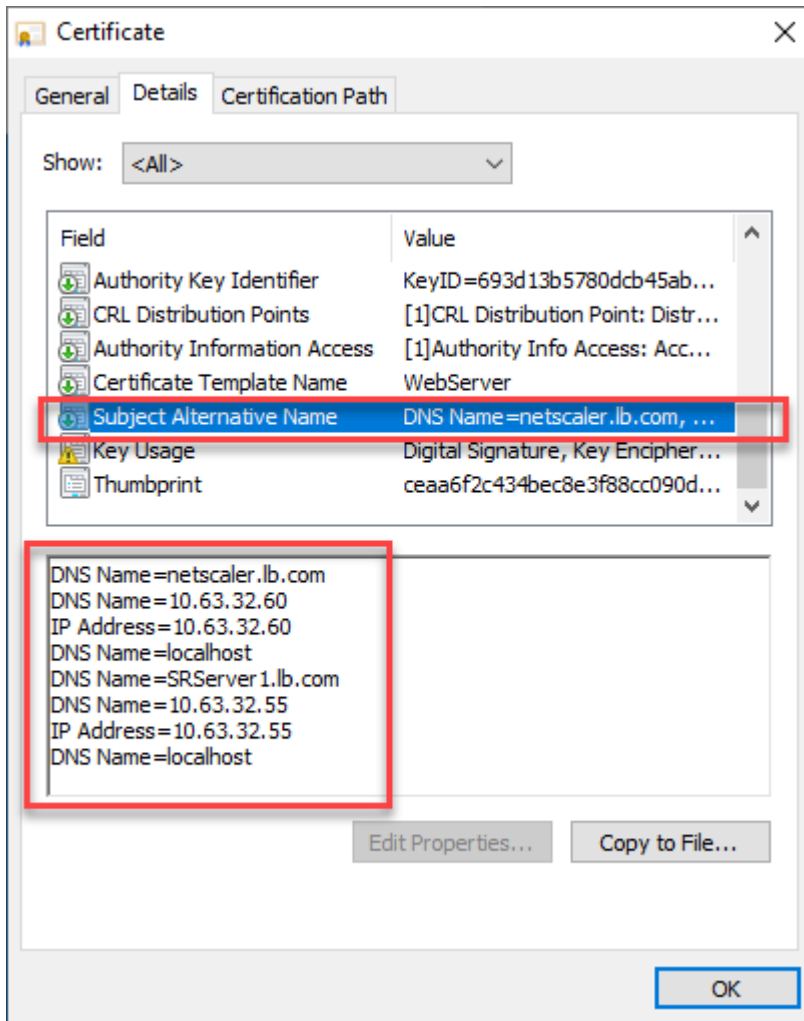 Certificate
General Details Certification Path
Show: <All>
Field Value
Authority Key Identifier KeyID=693d13b5780dcb45ab...
CRL Distribution Points [1]CRL Distribution Point: Distr...
Authority Information Access [1]Authority Info Access: Acc...
Certificate Template Name WebServer
Subject Alternative Name DNS Name=netscaler.lb.com, ...
Key Usage Digital Signature, Key Encipher...
Thumbprint ceaa6f2c434bec8e3f88cc090d...
DNS Name=netscaler.lb.com
DNS Name=10.63.32.60
IP Address=10.63.32.60
DNS Name=localhost
DNS Name=SRServer1.lb.com
DNS Name=10.63.32.55
IP Address=10.63.32.55
DNS Name=localhost
Edit Properties... Copy to File...
OK